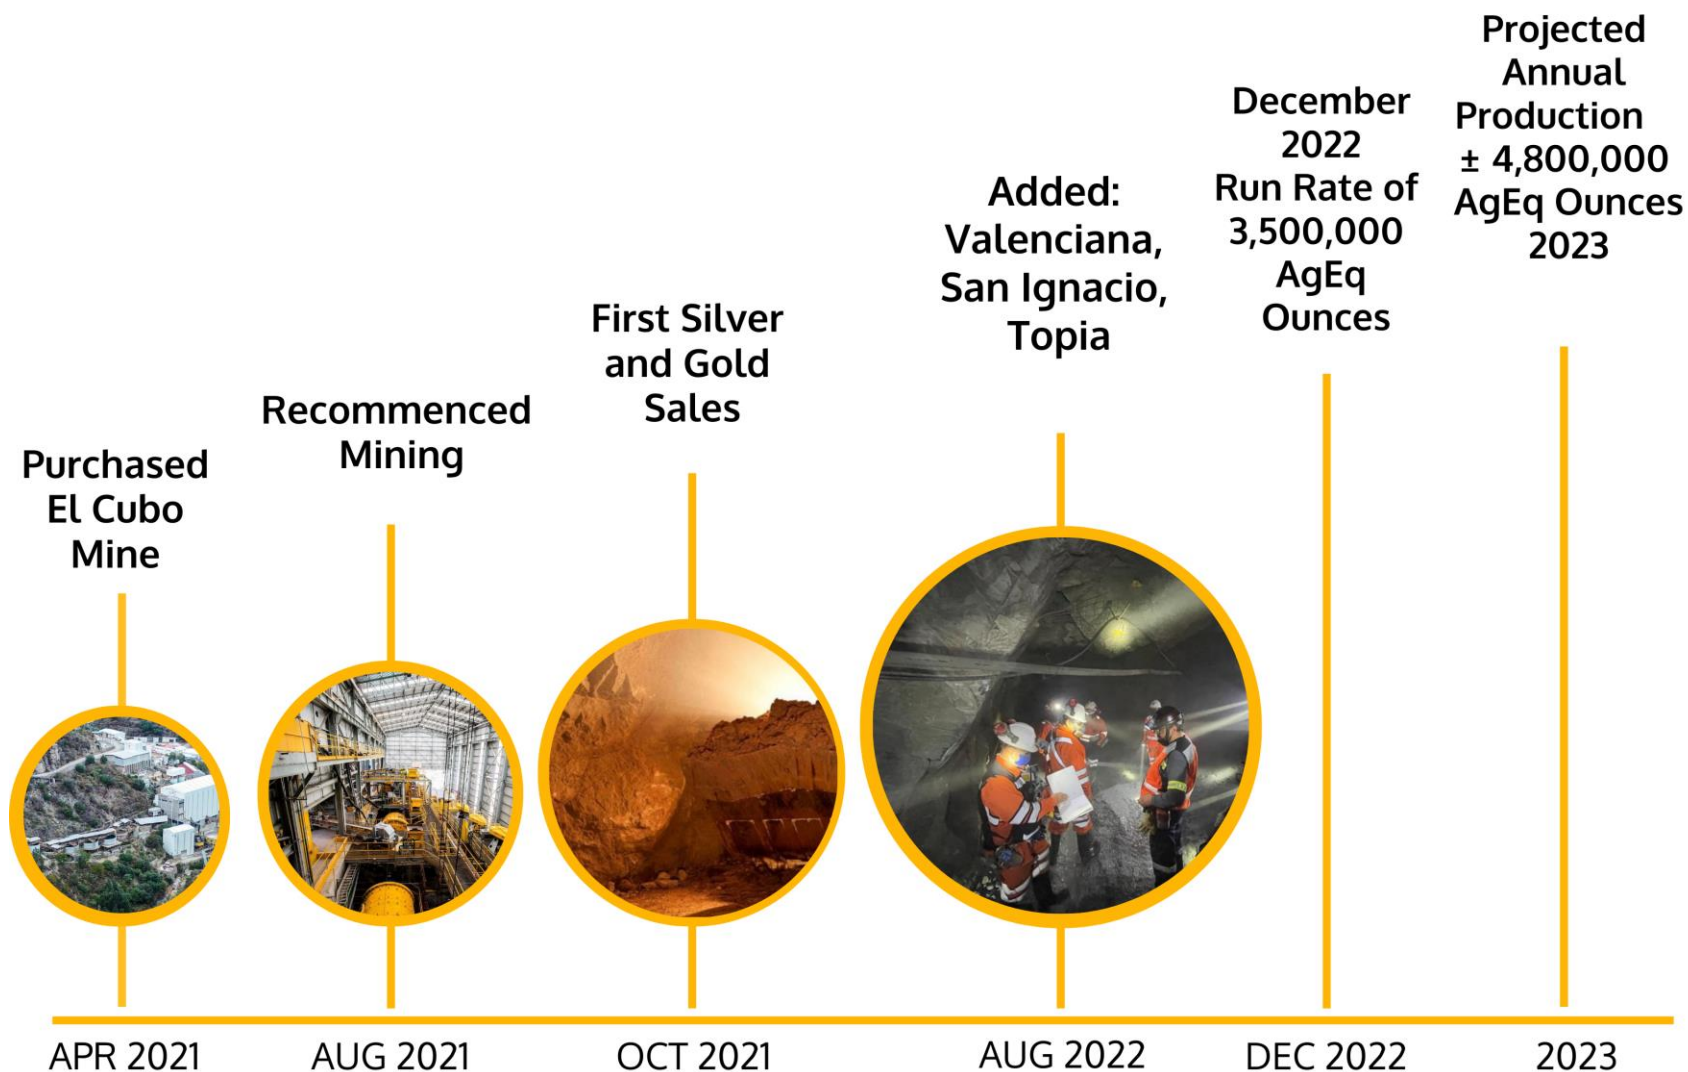 Purchased
El Cubo
Mine
Recommenced
Mining
First Silver
and Gold
Sales
Added:
Valenciana,
San Ignacio,
Topia
December
2022
Run Rate of
3,500,000
AgEq
Ounces
Projected
Annual
Production
± 4,800,000
AgEq Ounces
2023
APR 2021
AUG 2021
OCT 2021
AUG 2022
DEC 2022
2023